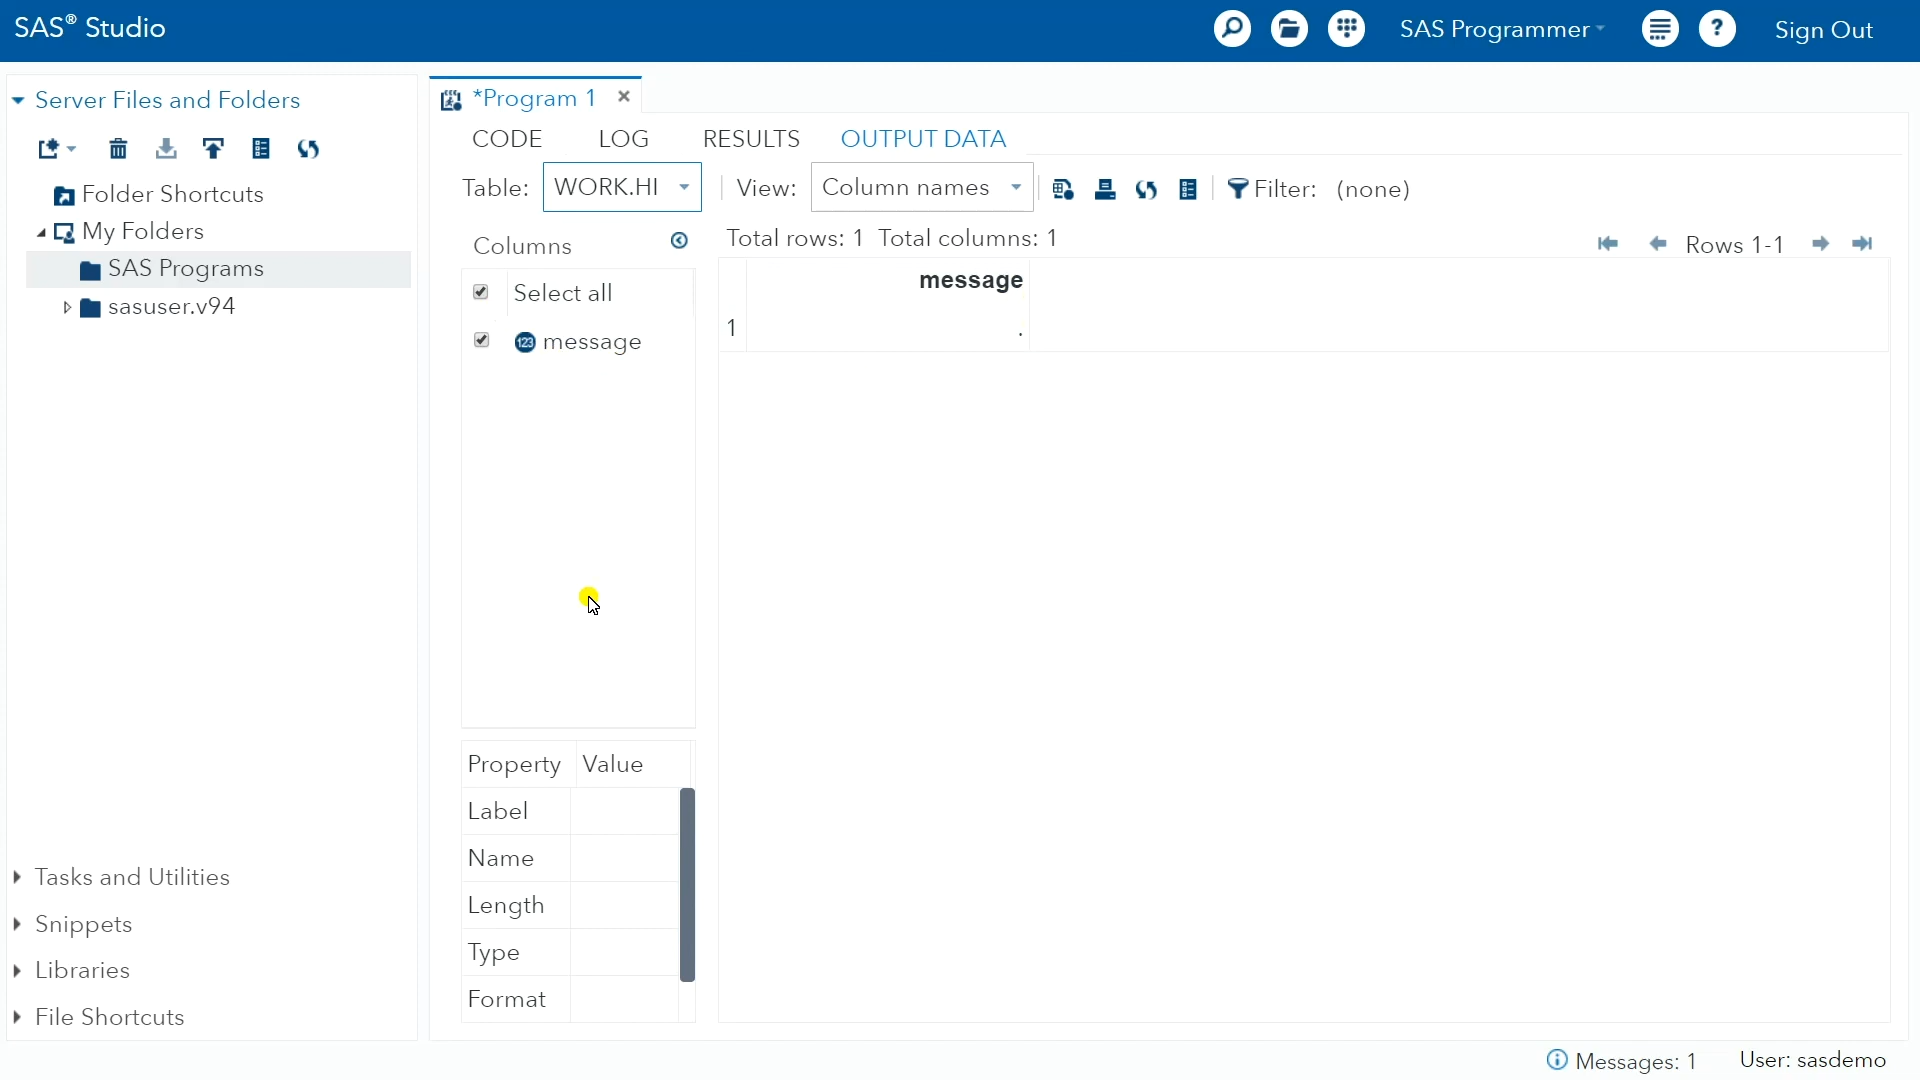 SAS® Studio
SAS Programmer
?
Sign Out
Server Files and Folders
Folder Shortcuts
My Folders
SAS Programs
sasuser.v94
Tasks and Utilities
Snippets
Libraries
File Shortcuts
*Program 1
CODE LOG RESULTS OUTPUT DATA
Table: WORK.HI View: Column names Filter: (none)
Columns
Select all
123 message
Property Value
Label
Name
Length
Type
Format
Total rows: 1 Total columns: 1
Rows 1-1
message
1 .
Messages: 1
User: sasdemo